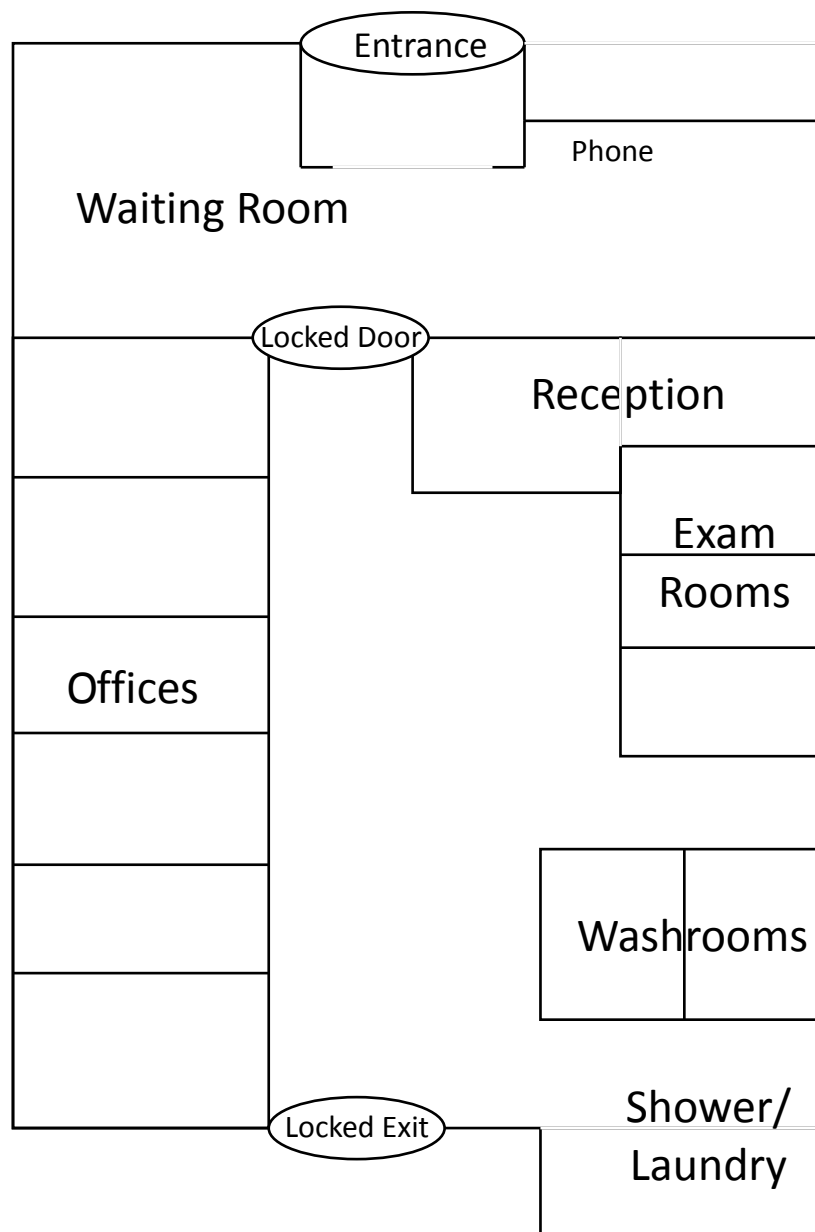 Entrance
Phone
Waiting Room
Locked Door
Reception
Exam
Rooms
Offices
Washrooms
Shower/
Laundry
Locked Exit